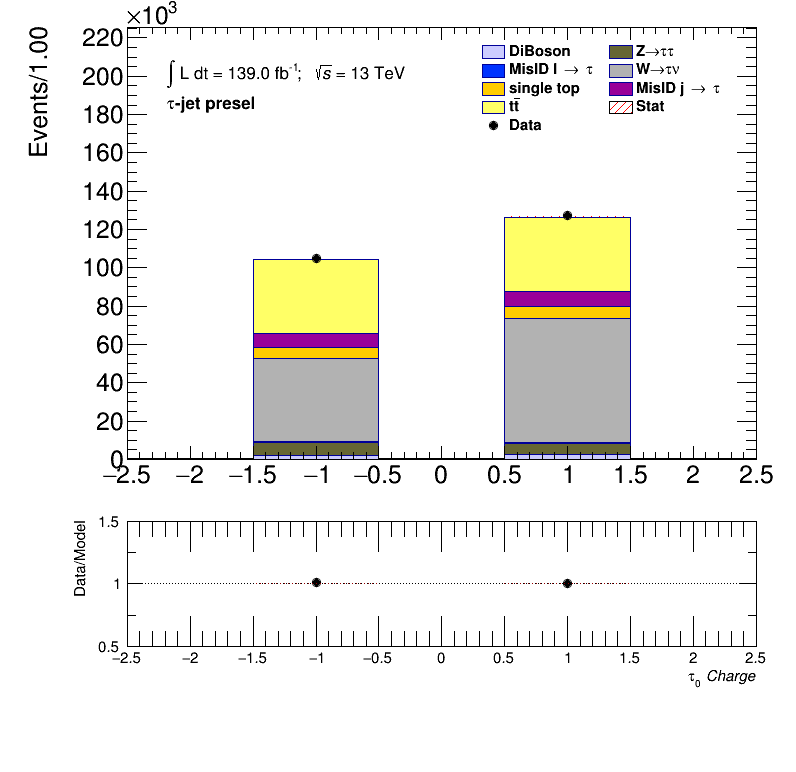 ×10³
Events/1.00
220
200
180
160
140
120
100
80
60
40
20
0
∫ L dt = 139.0 fb⁻¹; √s = 13 TeV
τ-jet presel
DiBoson
Z→ττ
MisID l → τ
W→τν
single top
MisID j → τ
tt̄
Stat
Data
−2.5 −2 −1.5 −1 −0.5 0 0.5 1 1.5 2 2.5
Data/Model
1.5
1
0.5
−2.5 −2 −1.5 −1 −0.5 0 0.5 1 1.5 2 2.5
τ₀ Charge